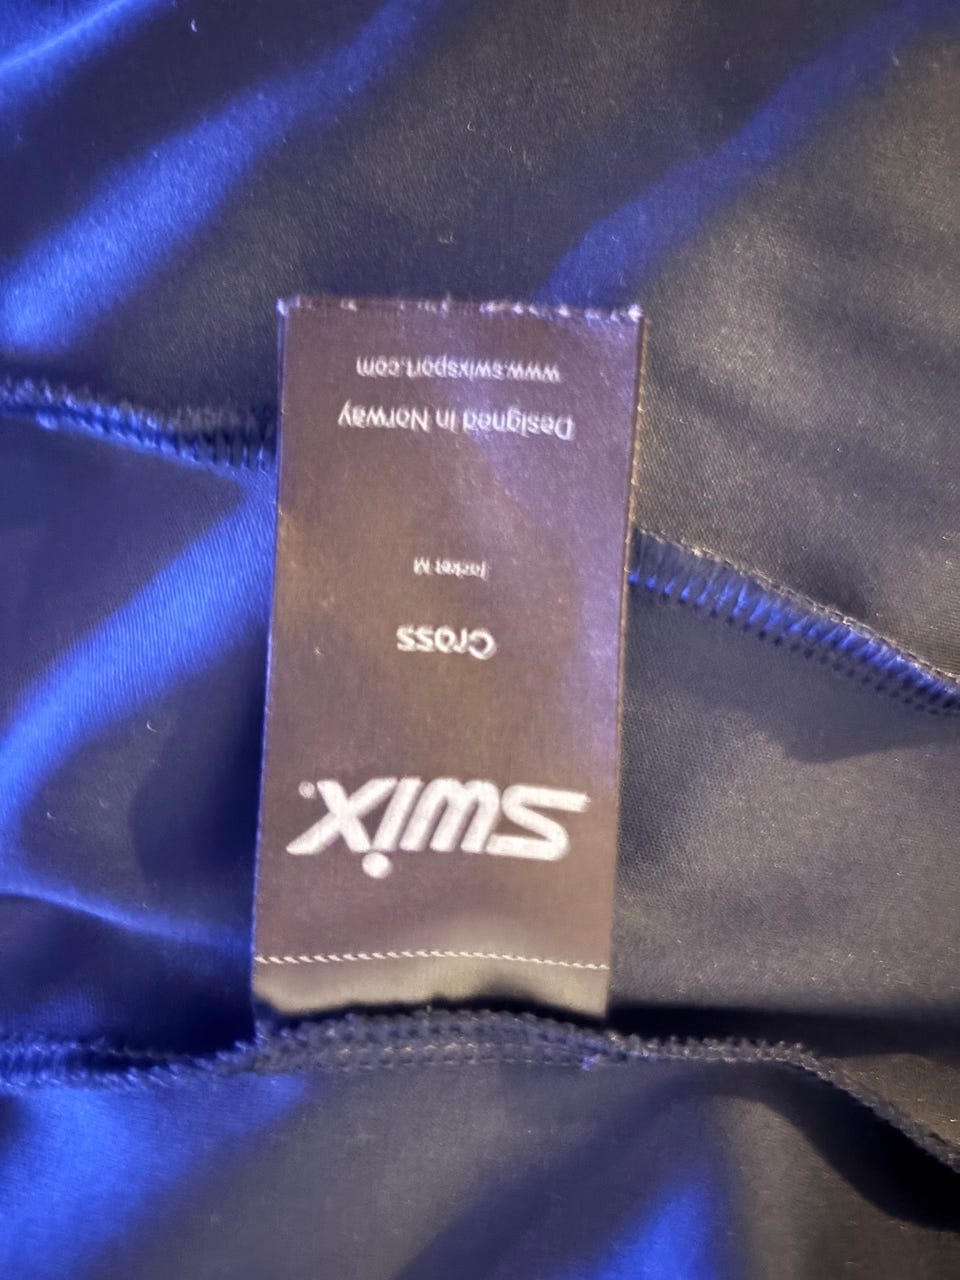 Swix®
Cross
Jacket M
Designed in Norway
www.swixsport.com